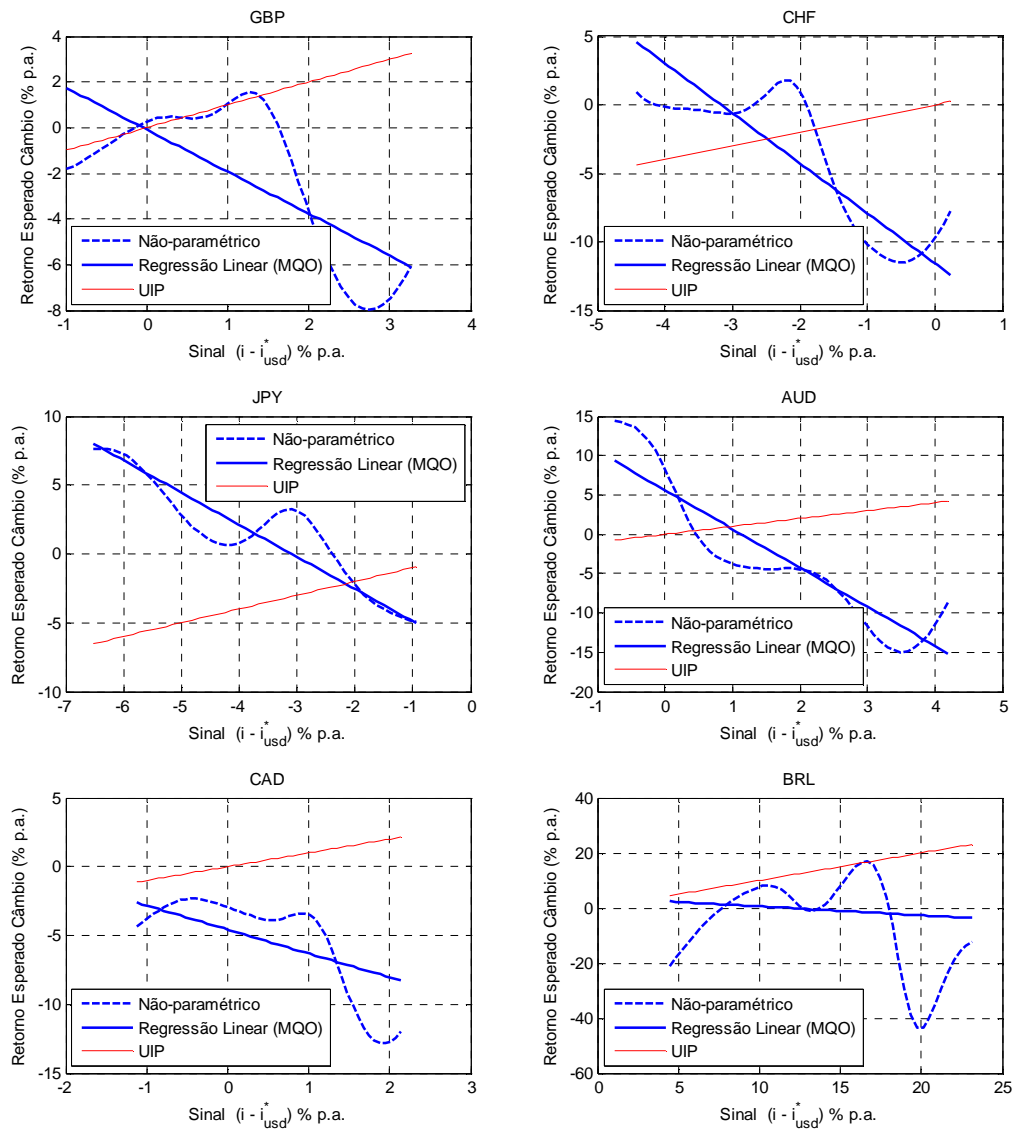 GBP
Retorno Esperado Câmbio (% p.a.)
4
2
0
-2
-4
-6
-8
Não-paramétrico
Regressão Linear (MQO)
UIP
-1 0 1 2 3 4
Sinal (i - i*usd) % p.a.
CHF
Retorno Esperado Câmbio (% p.a.)
5
0
-5
-10
-15
Não-paramétrico
Regressão Linear (MQO)
UIP
-5 -4 -3 -2 -1 0 1
Sinal (i - i*usd) % p.a.
JPY
Retorno Esperado Câmbio (% p.a.)
10
5
0
-5
-10
Não-paramétrico
Regressão Linear (MQO)
UIP
-7 -6 -5 -4 -3 -2 -1 0
Sinal (i - i*usd) % p.a.
AUD
Retorno Esperado Câmbio (% p.a.)
15
10
5
0
-5
-10
-15
-20
Não-paramétrico
Regressão Linear (MQO)
UIP
-1 0 1 2 3 4 5
Sinal (i - i*usd) % p.a.
CAD
Retorno Esperado Câmbio (% p.a.)
5
0
-5
-10
-15
Não-paramétrico
Regressão Linear (MQO)
UIP
-2 -1 0 1 2 3
Sinal (i - i*usd) % p.a.
BRL
Retorno Esperado Câmbio (% p.a.)
40
20
0
-20
-40
-60
Não-paramétrico
Regressão Linear (MQO)
UIP
0 5 10 15 20 25
Sinal (i - i*usd) % p.a.